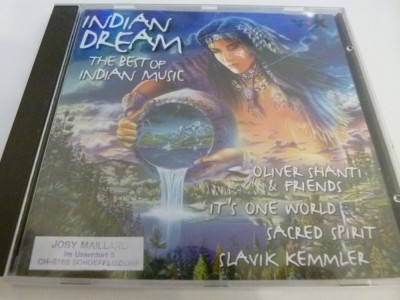 INDIAN
DREAM
THE BEST OF
INDIAN MUSIC
OLIVER SHANTI
& FRIENDS
IT'S ONE WORLD
SACRED SPIRIT
SLAVIK KEMMLER
JOSY MAILLARD